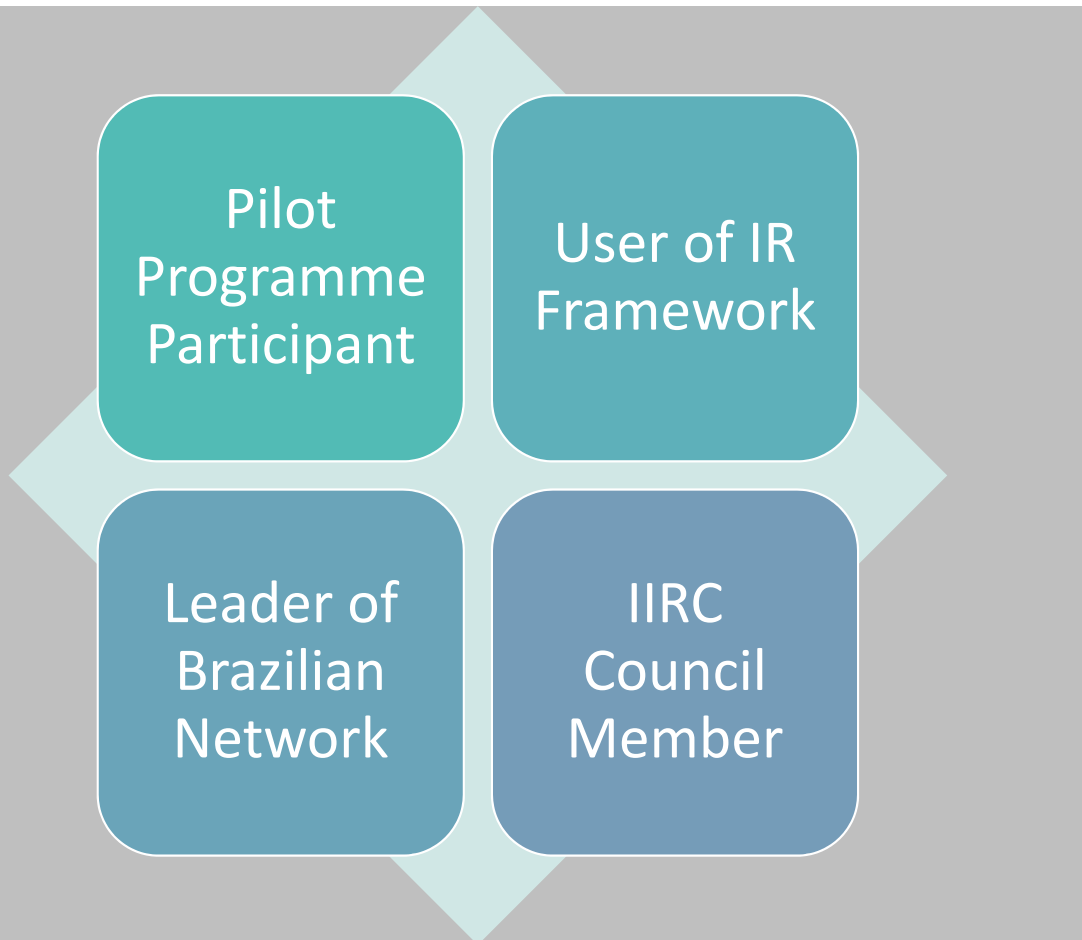 Pilot
Programme
Participant
User of IR
Framework
Leader of
Brazilian
Network
IIRC
Council
Member